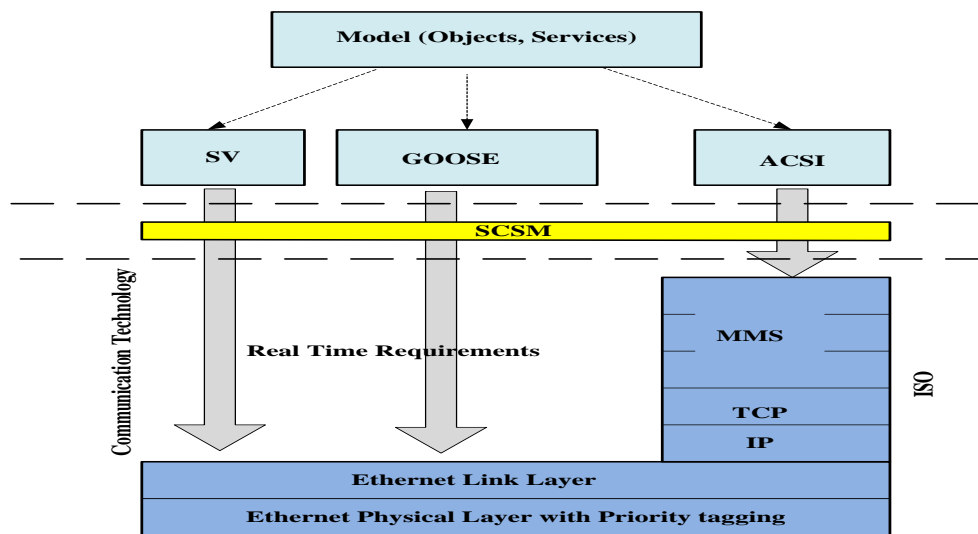 Model (Objects, Services)
SV
GOOSE
ACSI
SCSM
Communication Technology
Real Time Requirements
MMS
TCP
IP
ISO
Ethernet Link Layer
Ethernet Physical Layer with Priority tagging